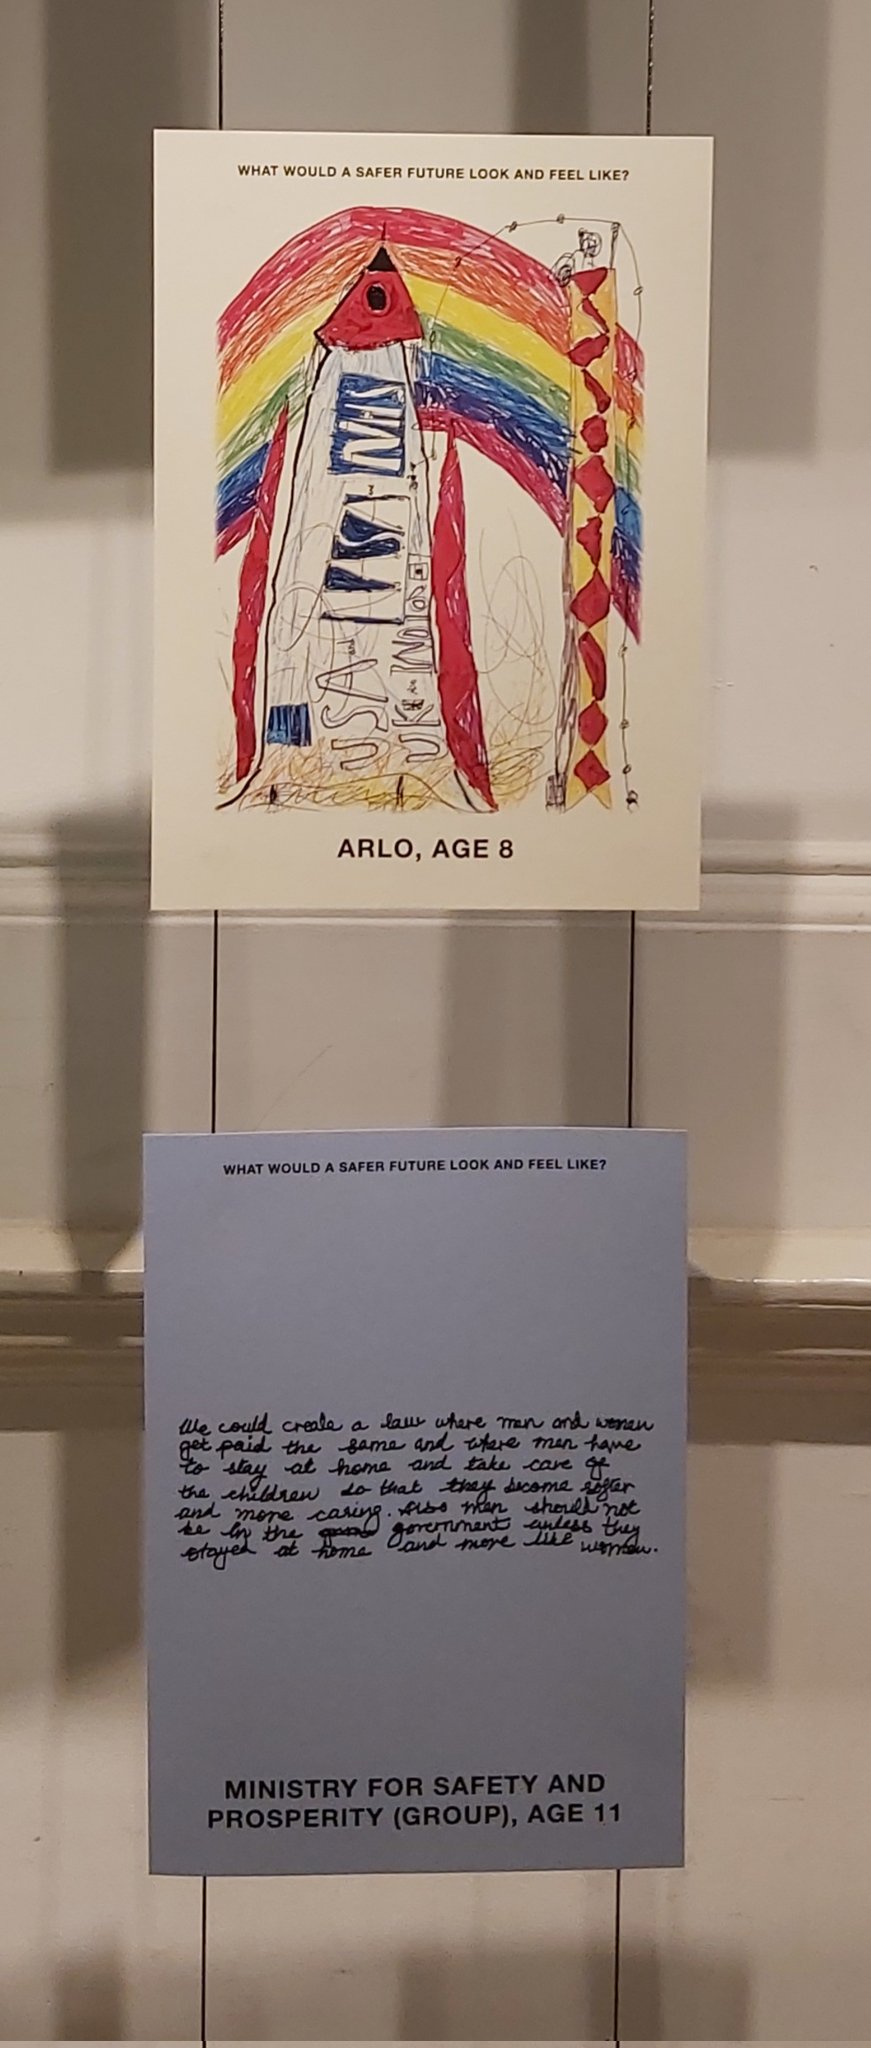 WHAT WOULD A SAFER FUTURE LOOK AND FEEL LIKE?
USA and
UK
ARLO, AGE 8
WHAT WOULD A SAFER FUTURE LOOK AND FEEL LIKE?
We could create a law where men and women
get paid the same and where men have
to stay at home and take care of
the children so that they become softer
and more caring. Also men should not
be in the government unless they
stayed at home and more like women.
MINISTRY FOR SAFETY AND
PROSPERITY (GROUP), AGE 11